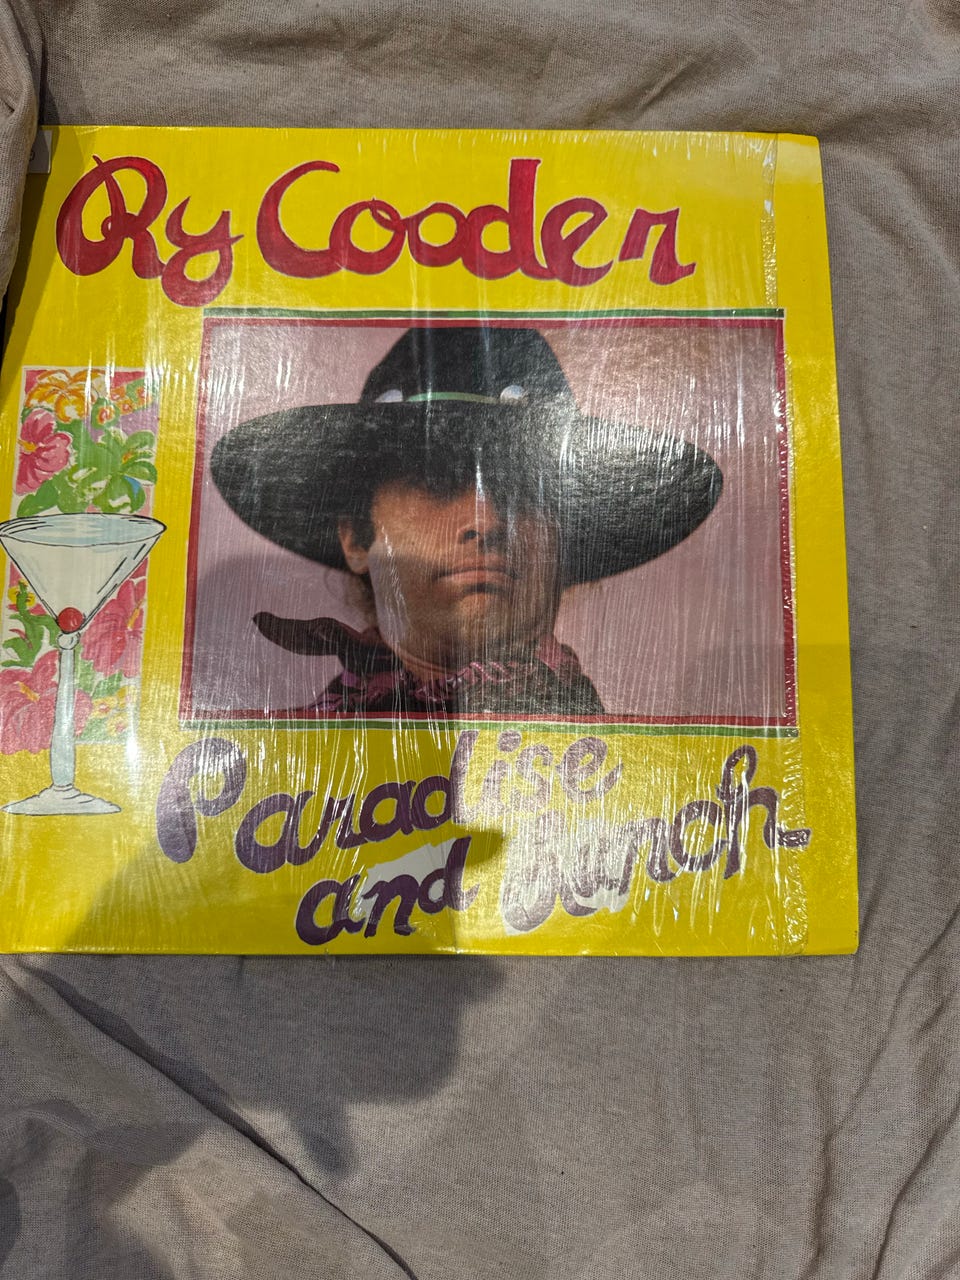 Ry Cooder
Paradise
and Lunch